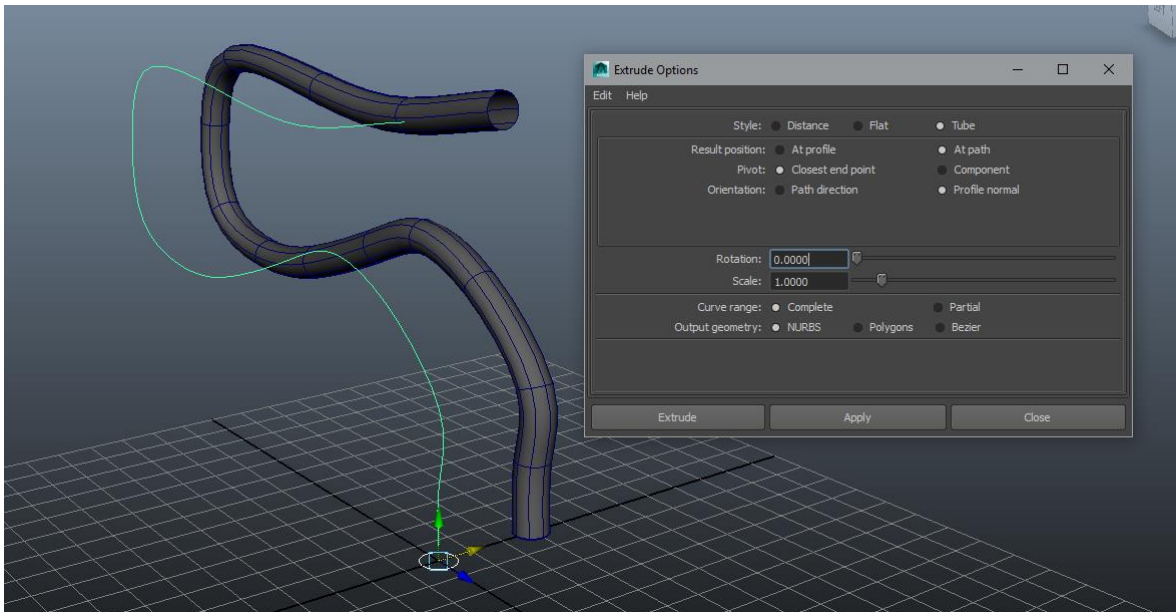 Extrude Options
Edit Help
Style: Distance Flat Tube
Result position: At profile At path
Pivot: Closest end point Component
Orientation: Path direction Profile normal
Rotation: 0.0000
Scale: 1.0000
Curve range: Complete Partial
Output geometry: NURBS Polygons Bezier
Extrude Apply Close